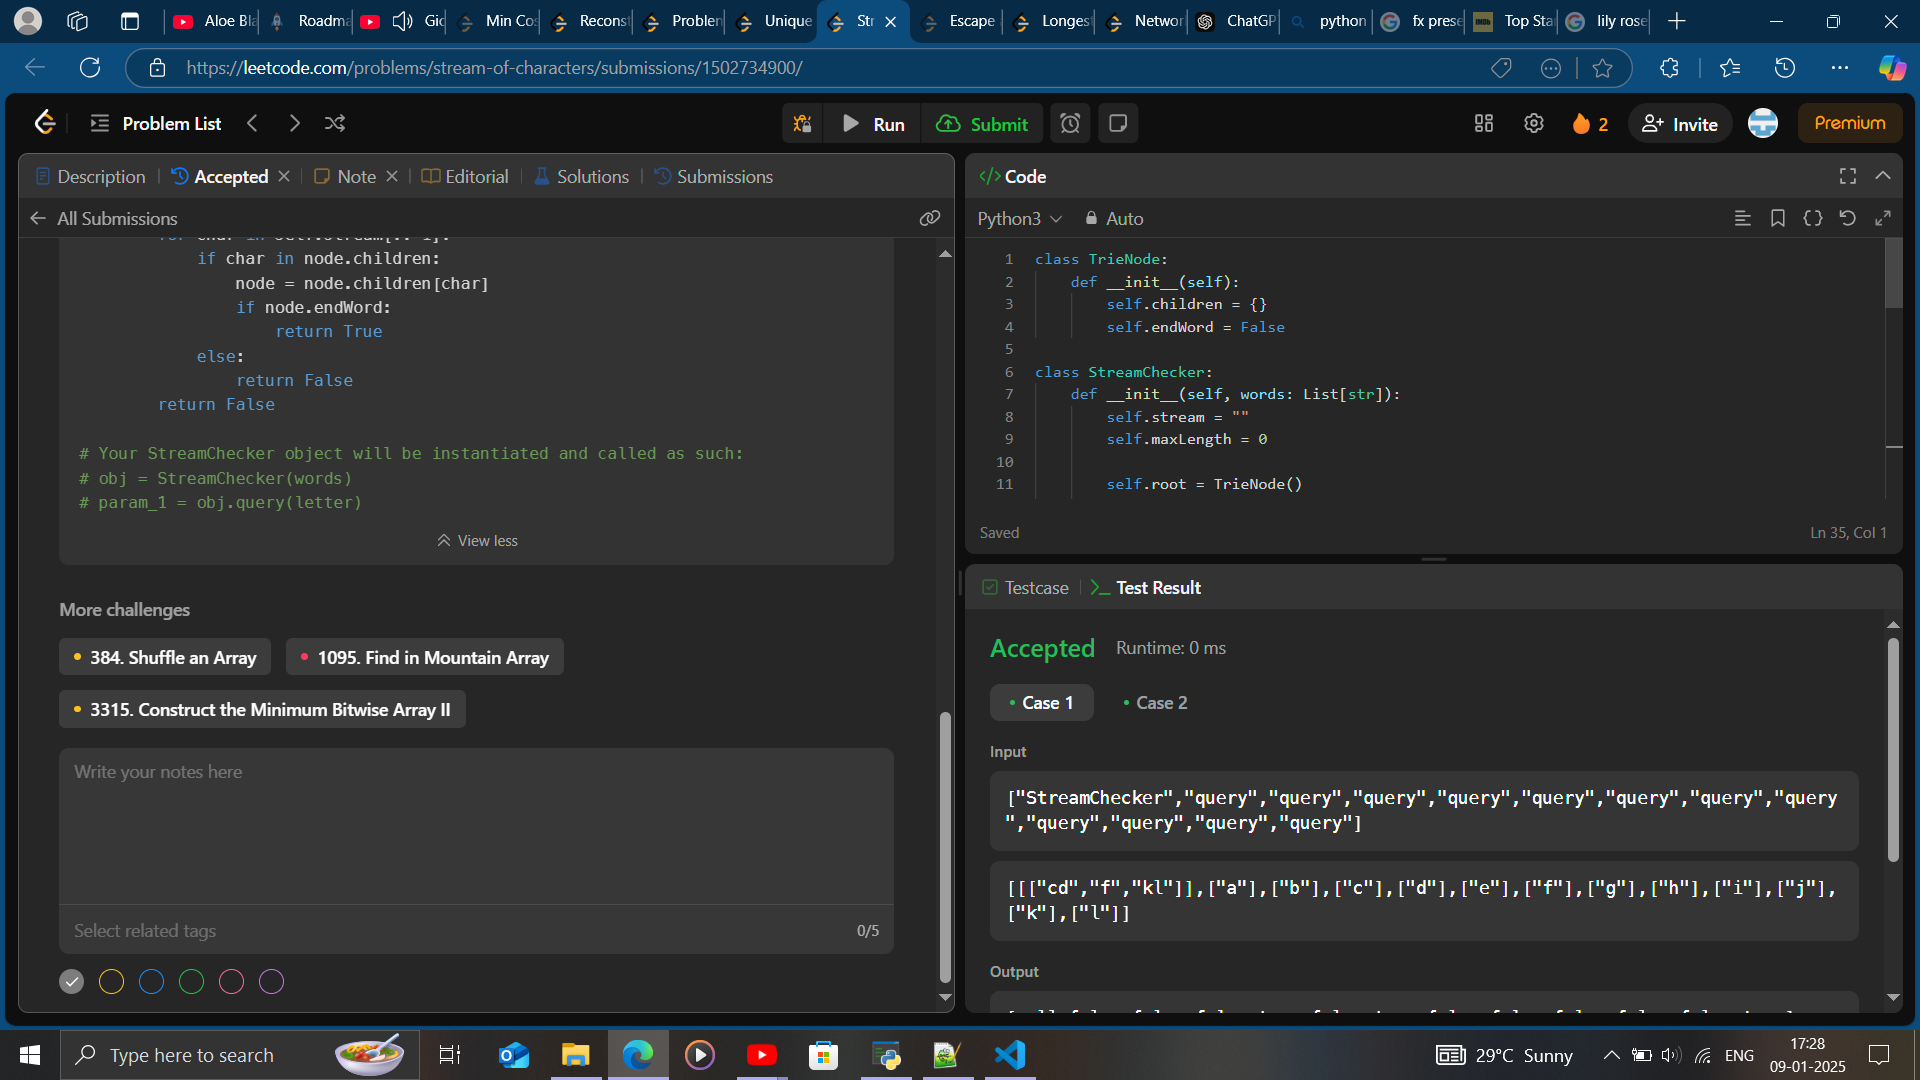 Aloe Bla
Roadma
Gio
Min Cos
Reconst
Problem
Unique
Str
Escape
Longes
Networ
ChatGP
python
fx prese
Top Sta
lily rose
https://leetcode.com/problems/stream-of-characters/submissions/1502734900/
Problem List
Run
Submit
2
Invite
Premium
Description
Accepted
Note
Editorial
Solutions
Submissions
All Submissions
if char in node.children:
node = node.children[char]
if node.endWord:
return True
else:
return False
return False
# Your StreamChecker object will be instantiated and called as such:
# obj = StreamChecker(words)
# param_1 = obj.query(letter)
View less
More challenges
384. Shuffle an Array
1095. Find in Mountain Array
3315. Construct the Minimum Bitwise Array II
Write your notes here
Select related tags
0/5
</> Code
Python3
Auto
1 class TrieNode:
2 def __init__(self):
3 self.children = {}
4 self.endWord = False
5
6 class StreamChecker:
7 def __init__(self, words: List[str]):
8 self.stream = ""
9 self.maxLength = 0
10
11 self.root = TrieNode()
Saved
Ln 35, Col 1
Testcase
Test Result
Accepted
Runtime: 0 ms
Case 1
Case 2
Input
["StreamChecker","query","query","query","query","query","query","query","query
","query","query","query","query"]
[[["cd","f","kl"]],["a"],["b"],["c"],["d"],["e"],["f"],["g"],["h"],["i"],["j"],
["k"],["l"]]
Output
Type here to search
29°C Sunny
ENG
17:28
09-01-2025